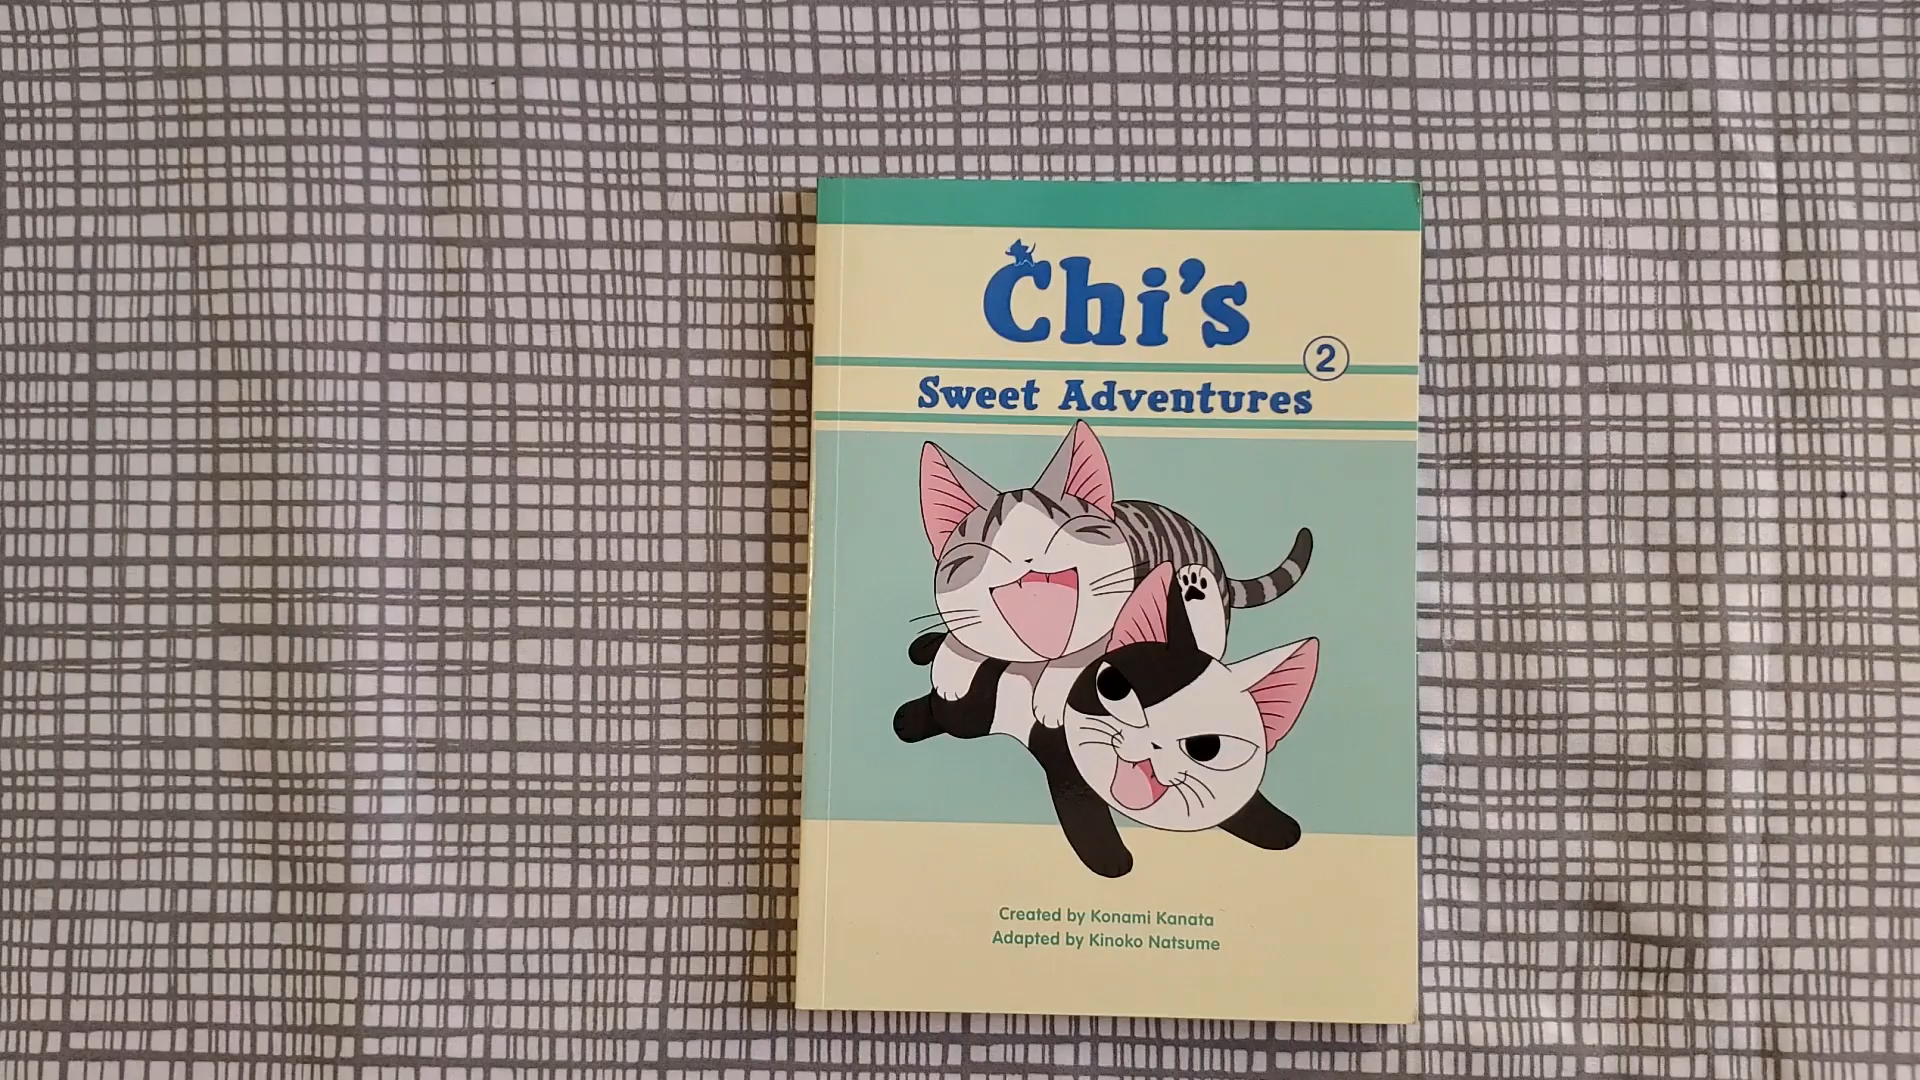 Chi's
2
Sweet Adventures
Created by Konami Kanata
Adapted by Kinoko Natsume